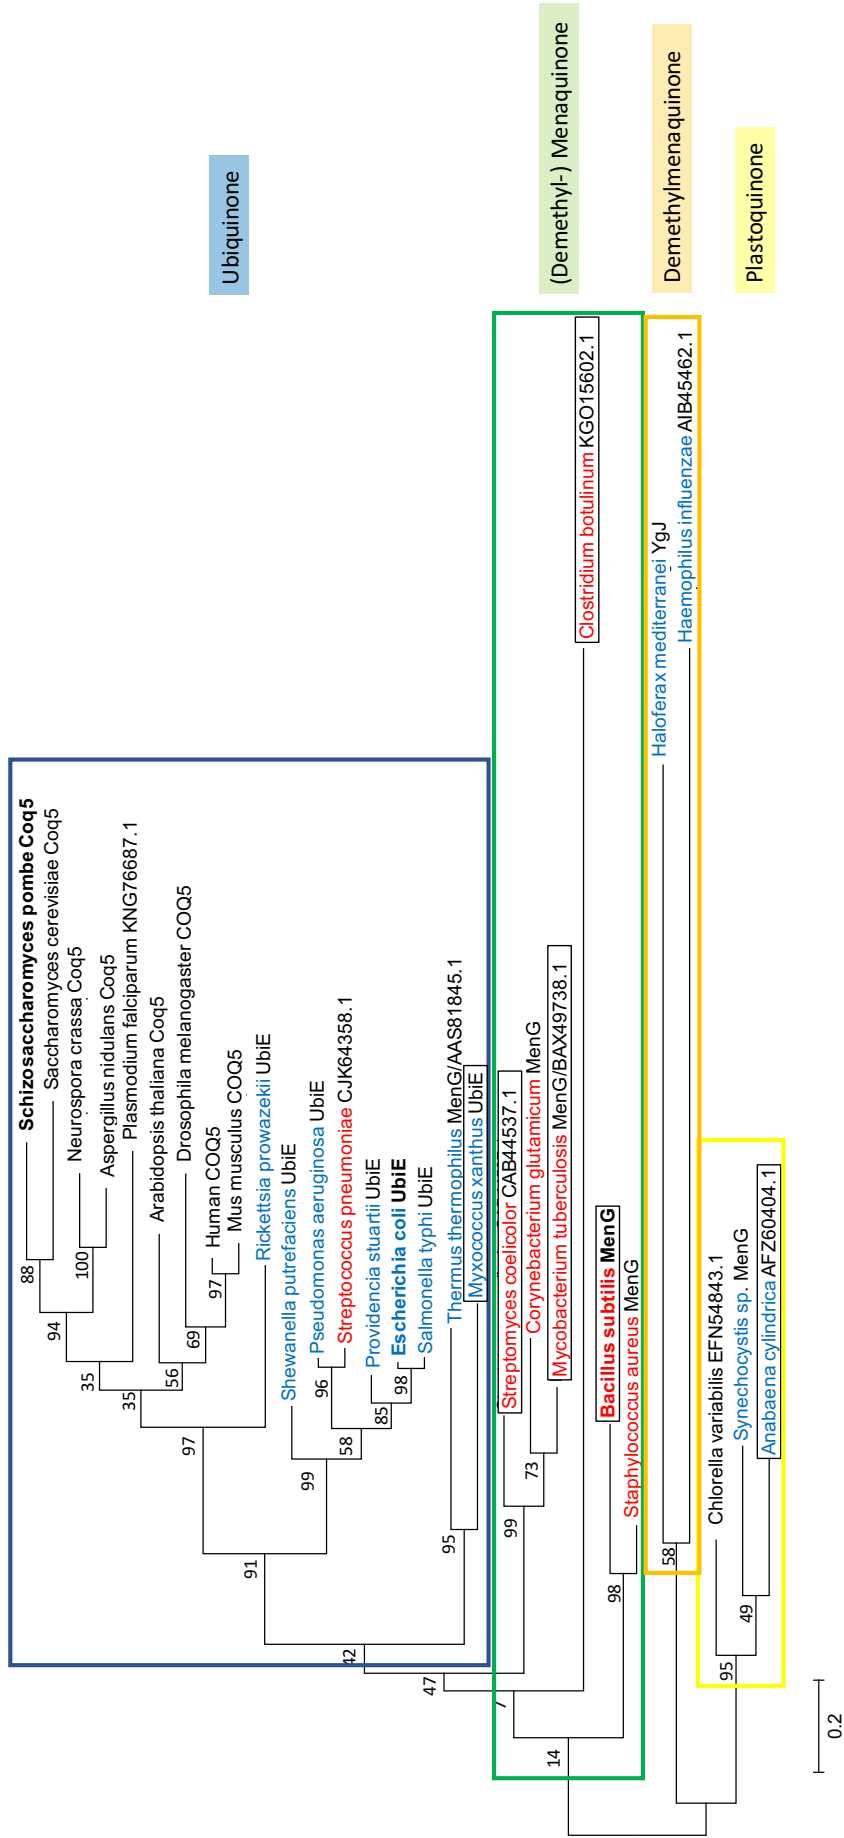 Schizosaccharomyces pombe Coq5
Saccharomyces cerevisiae Coq5
Neurospora crassa Coq5
Aspergillus nidulans Coq5
Plasmodium falciparum KNG76687.1
Arabidopsis thaliana Coq5
Drosophila melanogaster COQ5
Human COQ5
Mus musculus COQ5
Rickettsia prowazekii UbiE
Shewanella putrefaciens UbiE
Pseudomonas aeruginosa UbiE
Streptococcus pneumoniae CJK64358.1
Providencia stuartii UbiE
Escherichia coli UbiE
Salmonella typhi UbiE
Thermus thermophilus MenG/AAS81845.1
Myxococcus xanthus UbiE
Streptomyces coelicolor CAB44537.1
Corynebacterium glutamicum MenG
Mycobacterium tuberculosis MenG/BAX49738.1
Clostridium botulinum KGO15602.1
Bacillus subtilis MenG
Staphylococcus aureus MenG
Haloferax mediterranei YgJ
Haemophilus influenzae AIB45462.1
Chlorella variabilis EFN54843.1
Synechocystis sp. MenG
Anabaena cylindrica AFZ60404.1
88
94
100
35
35
56
69
97
97
91
99
58
96
85
98
95
42
47
99
73
7
14
98
58
95
49
0.2
Ubiquinone
(Demethyl-) Menaquinone
Demethylmenaquinone
Plastoquinone